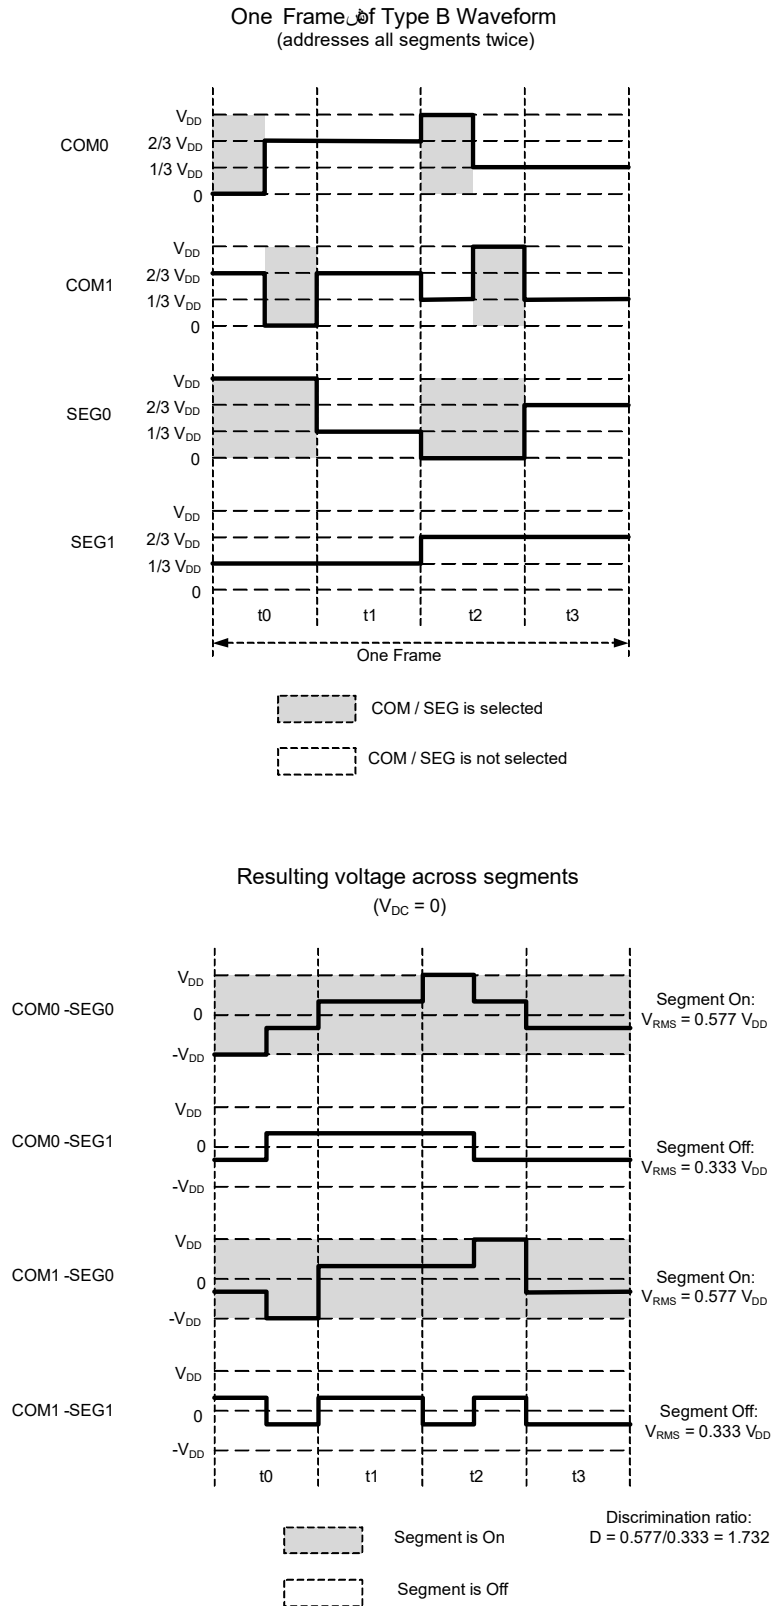 One Frame of Type B Waveform
(addresses all segments twice)
COM0
VDD
2/3 VDD
1/3 VDD
0
COM1
VDD
2/3 VDD
1/3 VDD
0
SEG0
VDD
2/3 VDD
1/3 VDD
0
SEG1
VDD
2/3 VDD
1/3 VDD
0
t0 t1 t2 t3
One Frame
COM / SEG is selected
COM / SEG is not selected
Resulting voltage across segments
(VDC = 0)
COM0 -SEG0
VDD
0
-VDD
Segment On:
VRMS = 0.577 VDD
COM0 -SEG1
VDD
0
-VDD
Segment Off:
VRMS = 0.333 VDD
COM1 -SEG0
VDD
0
-VDD
Segment On:
VRMS = 0.577 VDD
COM1 -SEG1
VDD
0
-VDD
Segment Off:
VRMS = 0.333 VDD
t0 t1 t2 t3
Segment is On
Segment is Off
Discrimination ratio:
D = 0.577/0.333 = 1.732